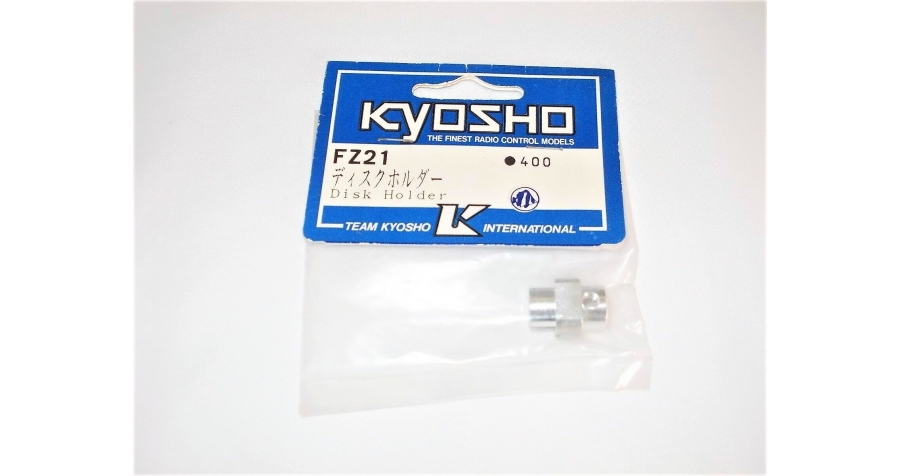 KYOSHO
THE FINEST RADIO CONTROL MODELS
FZ21
●400
ディスクホルダー
Disk Holder
TEAM KYOSHO K INTERNATIONAL